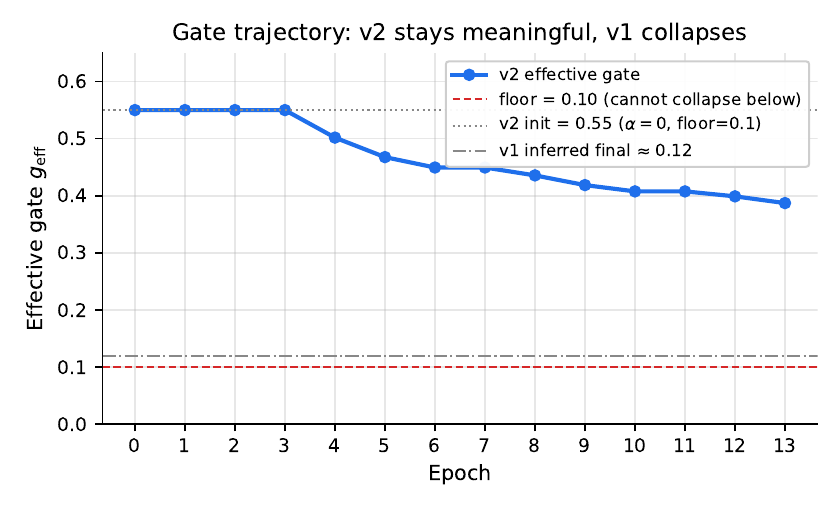 Gate trajectory: v2 stays meaningful, v1 collapses
v2 effective gate
floor = 0.10 (cannot collapse below)
v2 init = 0.55 (α = 0, floor=0.1)
v1 inferred final ≈ 0.12
Effective gate g_eff
0.6
0.5
0.4
0.3
0.2
0.1
0.0
0 1 2 3 4 5 6 7 8 9 10 11 12 13
Epoch